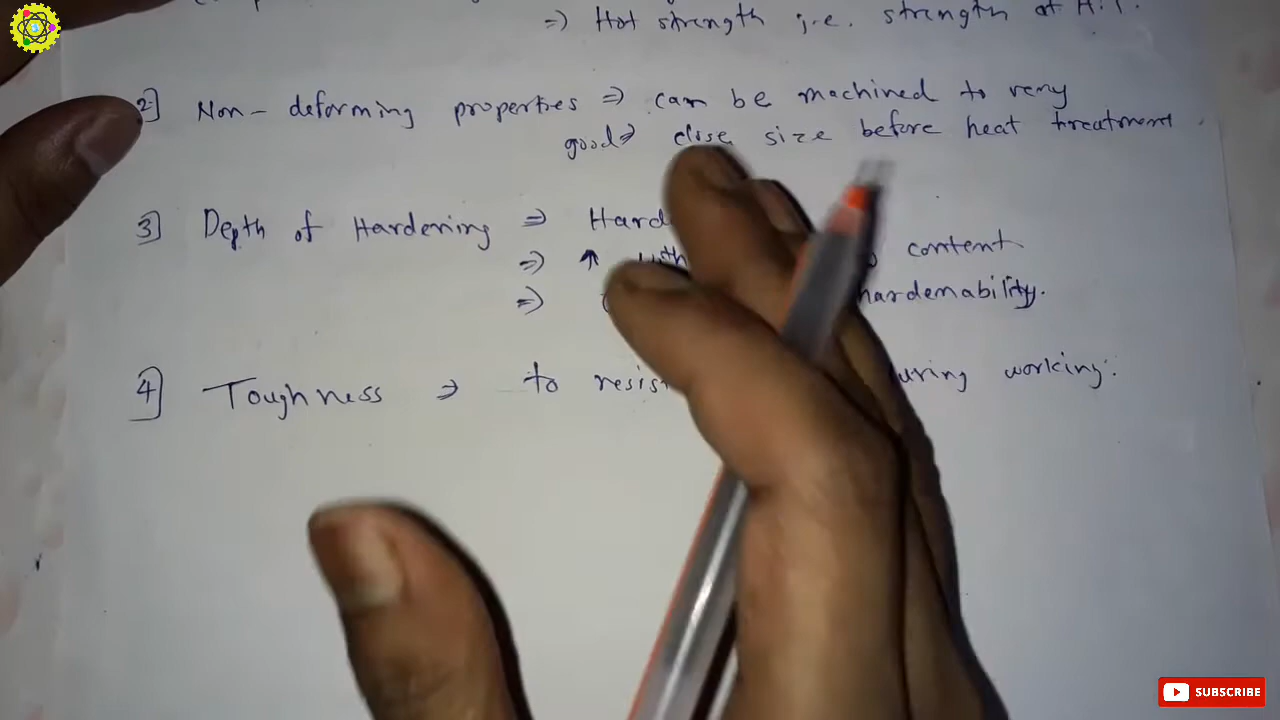 ⇒ Hot strength i.e. strength at H.T.
2] Non-deforming properties ⇒ can be machined to very
good ⇒ close size before heat treatment.
3] Depth of Hardening ⇒ Hard
⇒ ↑ with content
⇒ hardenability.
4] Toughness ⇒ to resist during working.
SUBSCRIBE